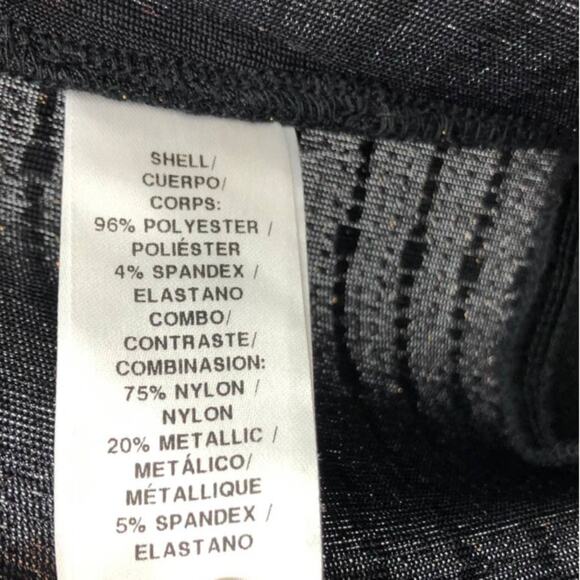 SHELL/
CUERPO/
CORPS:
96% POLYESTER /
POLIÉSTER
4% SPANDEX /
ELASTANO
COMBO/
CONTRASTE/
COMBINASION:
75% NYLON /
NYLON
20% METALLIC /
METÁLICO/
MÉTALLIQUE
5% SPANDEX /
ELASTANO